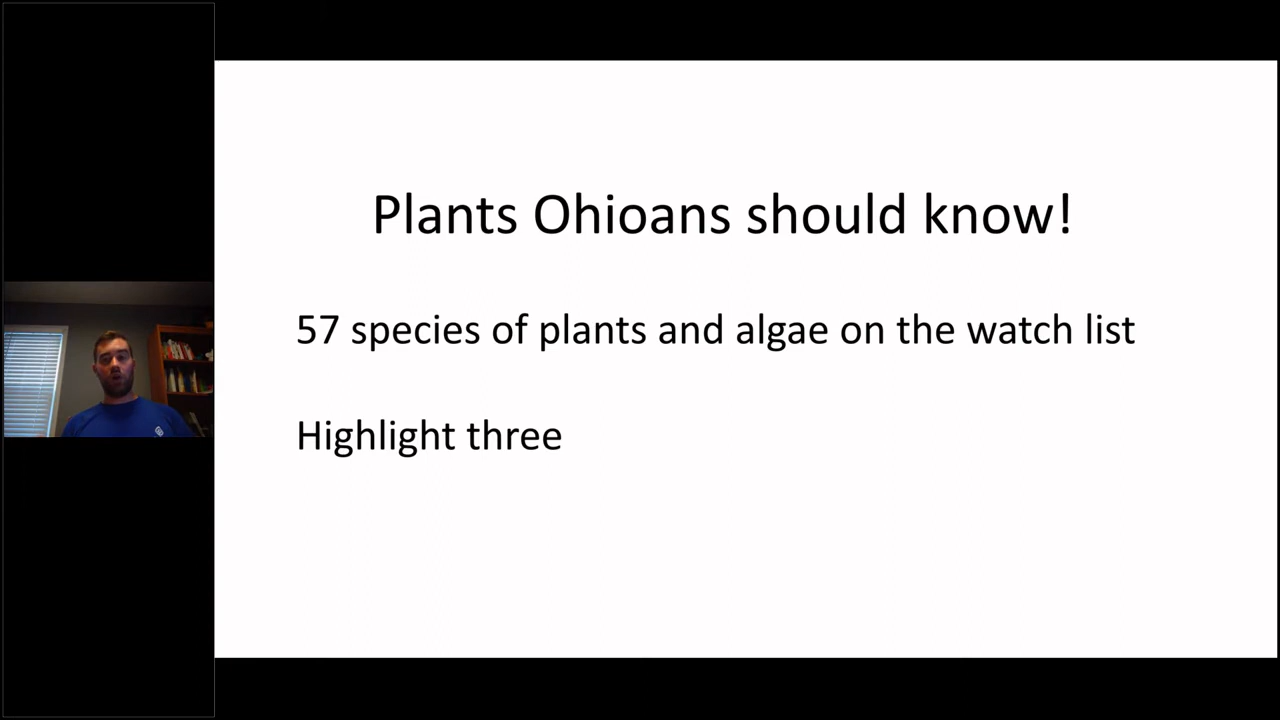 Plants Ohioans should know!
57 species of plants and algae on the watch list
Highlight three